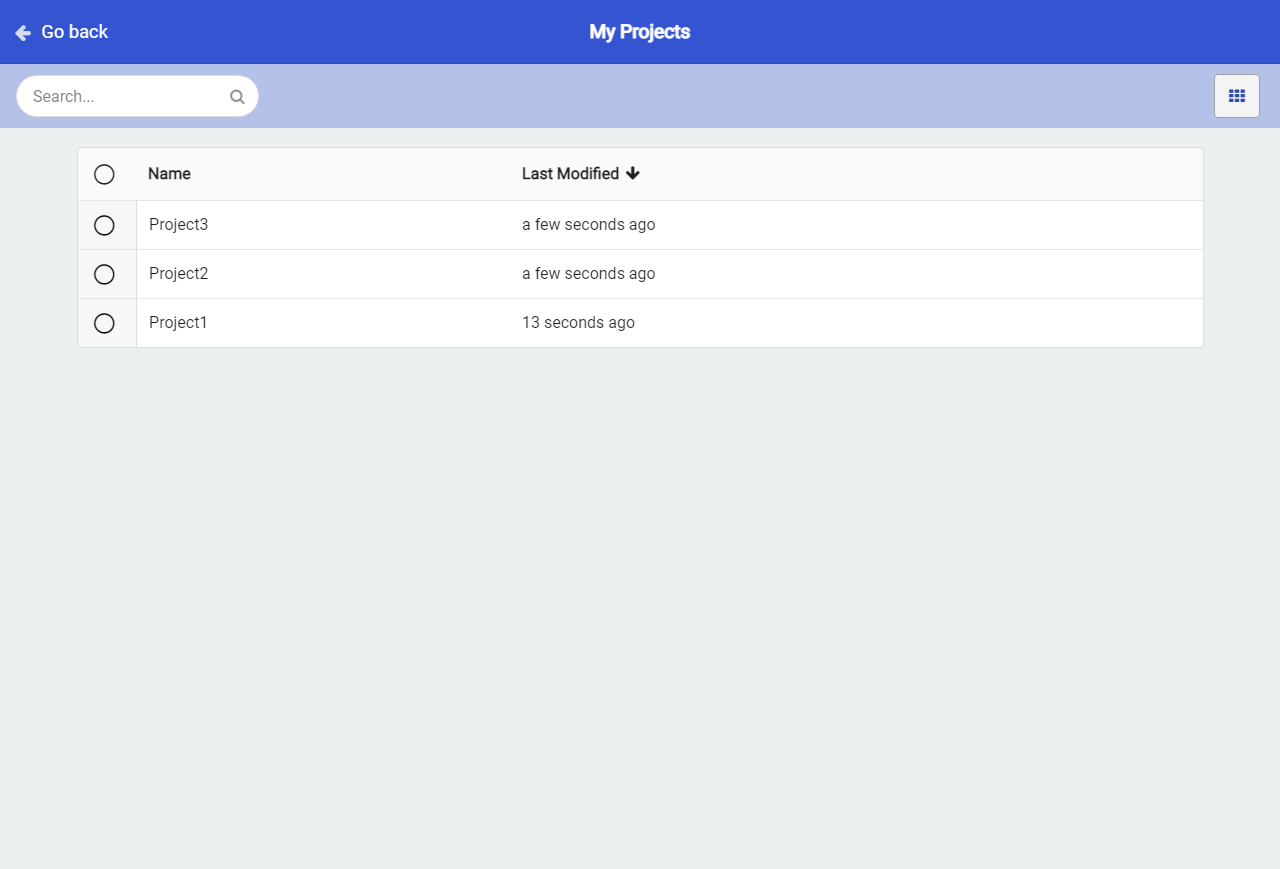 Go back
My Projects
Search...
Name Last Modified
Project3 a few seconds ago
Project2 a few seconds ago
Project1 13 seconds ago